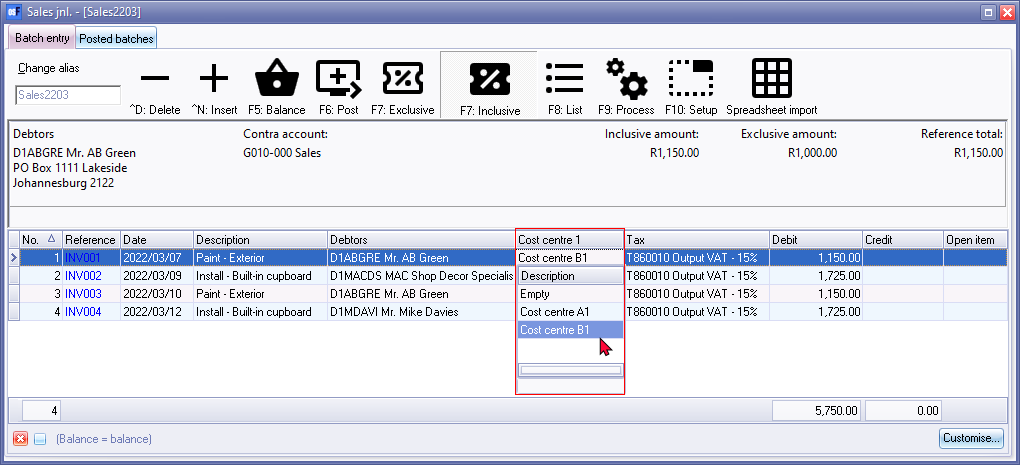 Sales jnl. - [Sales2203]
Batch entry Posted batches
Change alias
Sales2203
^D: Delete ^N: Insert F5: Balance F6: Post F7: Exclusive F7: Inclusive F8: List F9: Process F10: Setup Spreadsheet import
Debtors Contra account: Inclusive amount: Exclusive amount: Reference total:
D1ABGRE Mr. AB Green G010-000 Sales R1,150.00 R1,000.00 R1,150.00
PO Box 1111 Lakeside
Johannesburg 2122
No. Reference Date Description Debtors Cost centre 1 Tax Debit Credit Open item
1 INV001 2022/03/07 Paint - Exterior D1ABGRE Mr. AB Green Cost centre B1 T860010 Output VAT - 15% 1,150.00
2 INV002 2022/03/09 Install - Built-in cupboard D1MACDS MAC Shop Decor Specialis Description T860010 Output VAT - 15% 1,725.00
3 INV003 2022/03/10 Paint - Exterior D1ABGRE Mr. AB Green Empty T860010 Output VAT - 15% 1,150.00
4 INV004 2022/03/12 Install - Built-in cupboard D1MDAVI Mr. Mike Davies Cost centre A1 T860010 Output VAT - 15% 1,725.00
Cost centre B1
4 5,750.00 0.00
(Balance = balance) Customise...